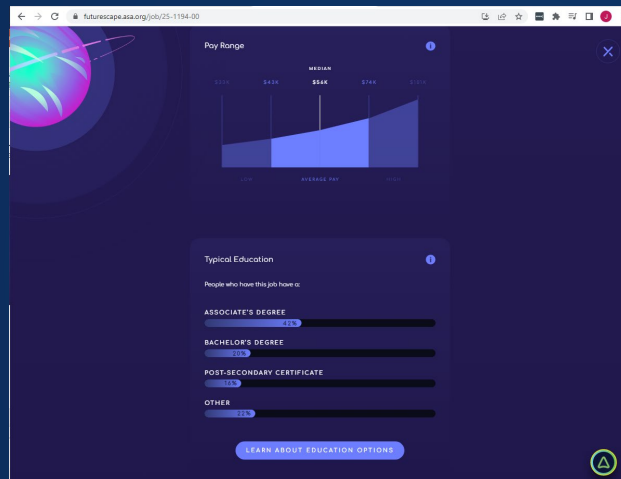 futurescape.asa.org/job/25-1194-00
J
Pay Range
i
MEDIAN
$43K $56K $74K
LOW AVERAGE PAY HIGH
Typical Education
i
People who have this job have a:
ASSOCIATE'S DEGREE
42%
BACHELOR'S DEGREE
20%
POST-SECONDARY CERTIFICATE
16%
OTHER
22%
LEARN ABOUT EDUCATION OPTIONS